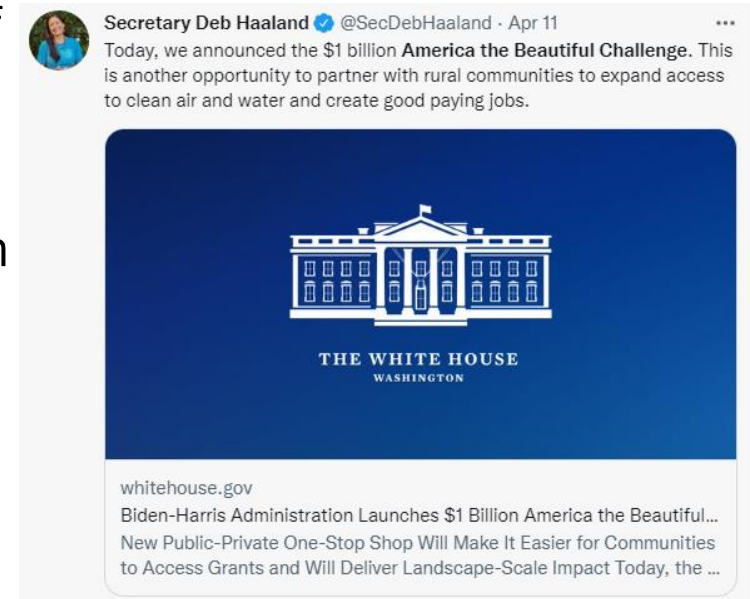 Secretary Deb Haaland @SecDebHaaland · Apr 11
Today, we announced the $1 billion America the Beautiful Challenge. This
is another opportunity to partner with rural communities to expand access
to clean air and water and create good paying jobs.
THE WHITE HOUSE
WASHINGTON
whitehouse.gov
Biden-Harris Administration Launches $1 Billion America the Beautiful...
New Public-Private One-Stop Shop Will Make It Easier for Communities
to Access Grants and Will Deliver Landscape-Scale Impact Today, the ...